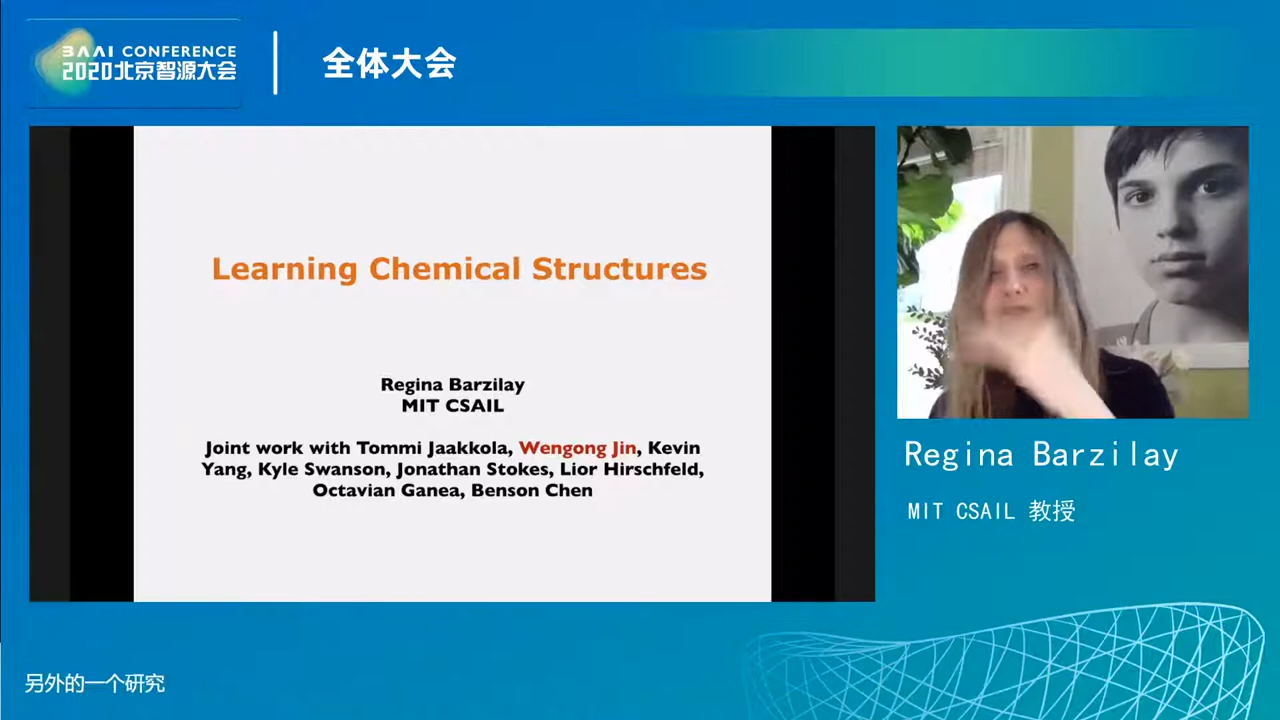 BAAI CONFERENCE
2020北京智源大会
全体大会
Learning Chemical Structures
Regina Barzilay
MIT CSAIL
Joint work with Tommi Jaakkola, Wengong Jin, Kevin
Yang, Kyle Swanson, Jonathan Stokes, Lior Hirschfeld,
Octavian Ganea, Benson Chen
Regina Barzilay
MIT CSAIL 教授
另外的一个研究